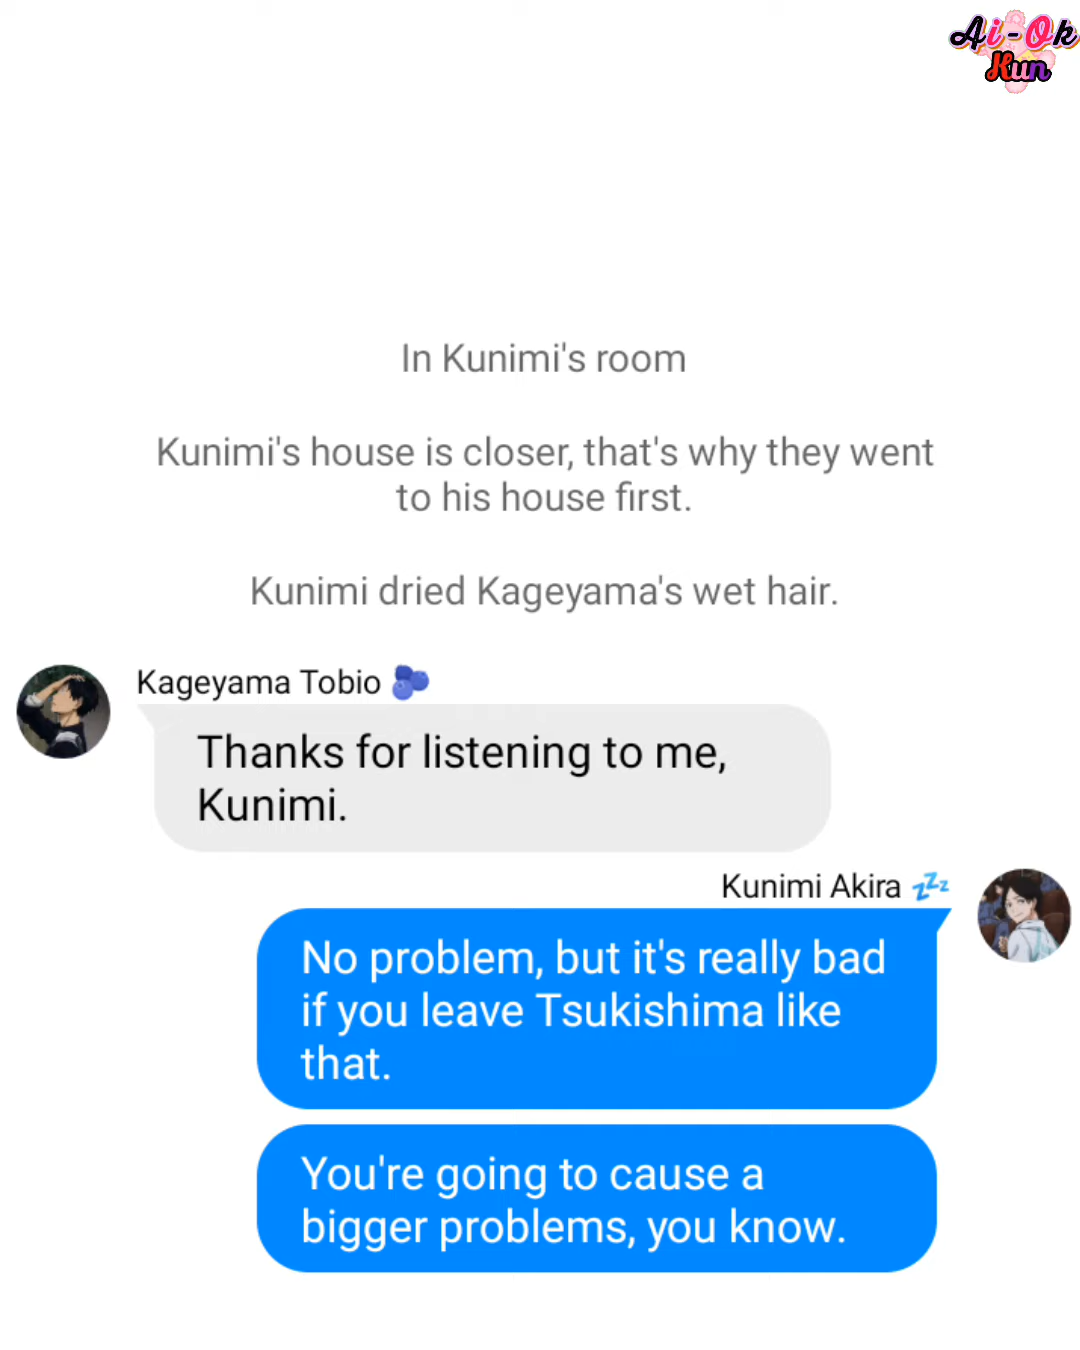 Ai-Ok
Kun
In Kunimi's room
Kunimi's house is closer, that's why they went
to his house first.
Kunimi dried Kageyama's wet hair.
Kageyama Tobio 🫐
Thanks for listening to me,
Kunimi.
Kunimi Akira 💤
No problem, but it's really bad
if you leave Tsukishima like
that.
You're going to cause a
bigger problems, you know.